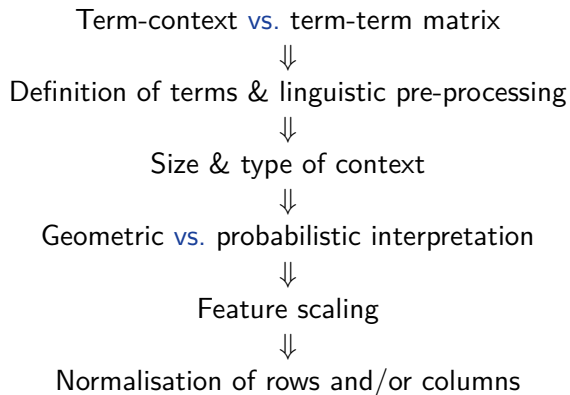 Term-context vs. term-term matrix
⇓
Definition of terms & linguistic pre-processing
⇓
Size & type of context
⇓
Geometric vs. probabilistic interpretation
⇓
Feature scaling
⇓
Normalisation of rows and/or columns